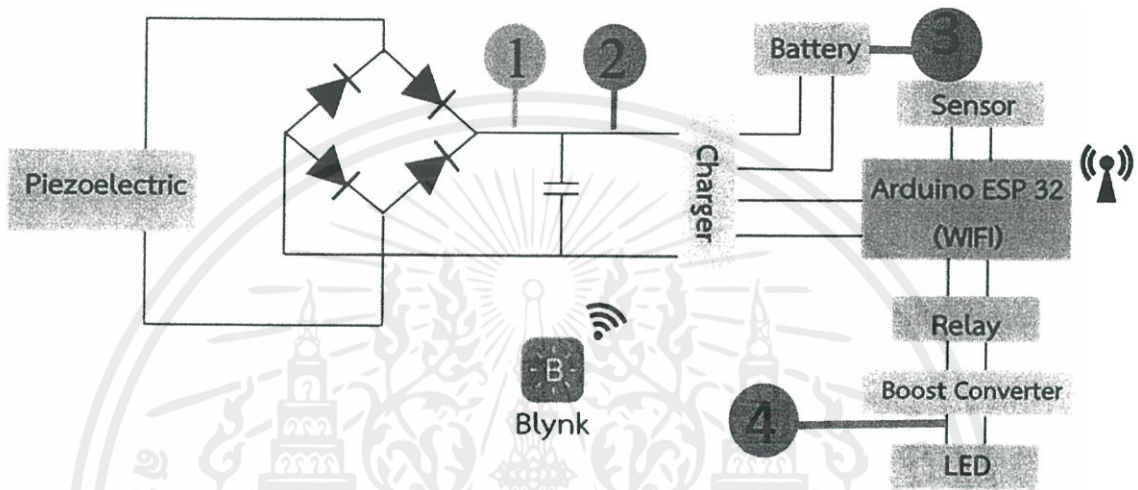 1
2
Battery
3
Sensor
Piezoelectric
Charger
Arduino ESP 32
(WIFI)
Relay
B
Blynk
Boost Converter
4
LED